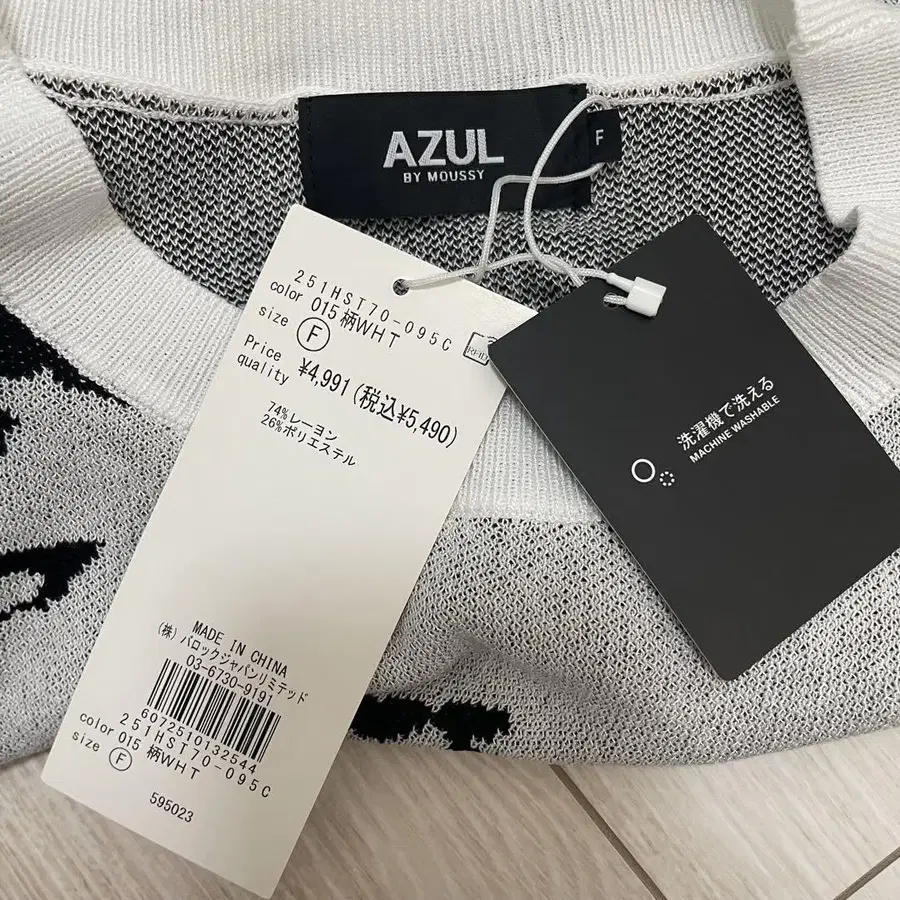 AZUL
BY MOUSSY
F
251HST70-095C
color 015 柄WHT
size F
RFID
Price ¥4,991(税込¥5,490)
quality
74%レーヨン
26%ポリエステル
MADE IN CHINA
(株)バロックジャパンリミテッド
03-6730-9191
6072510132544
251HST70-095C
color 015 柄WHT
size F
595023
洗濯機で洗える
MACHINE WASHABLE